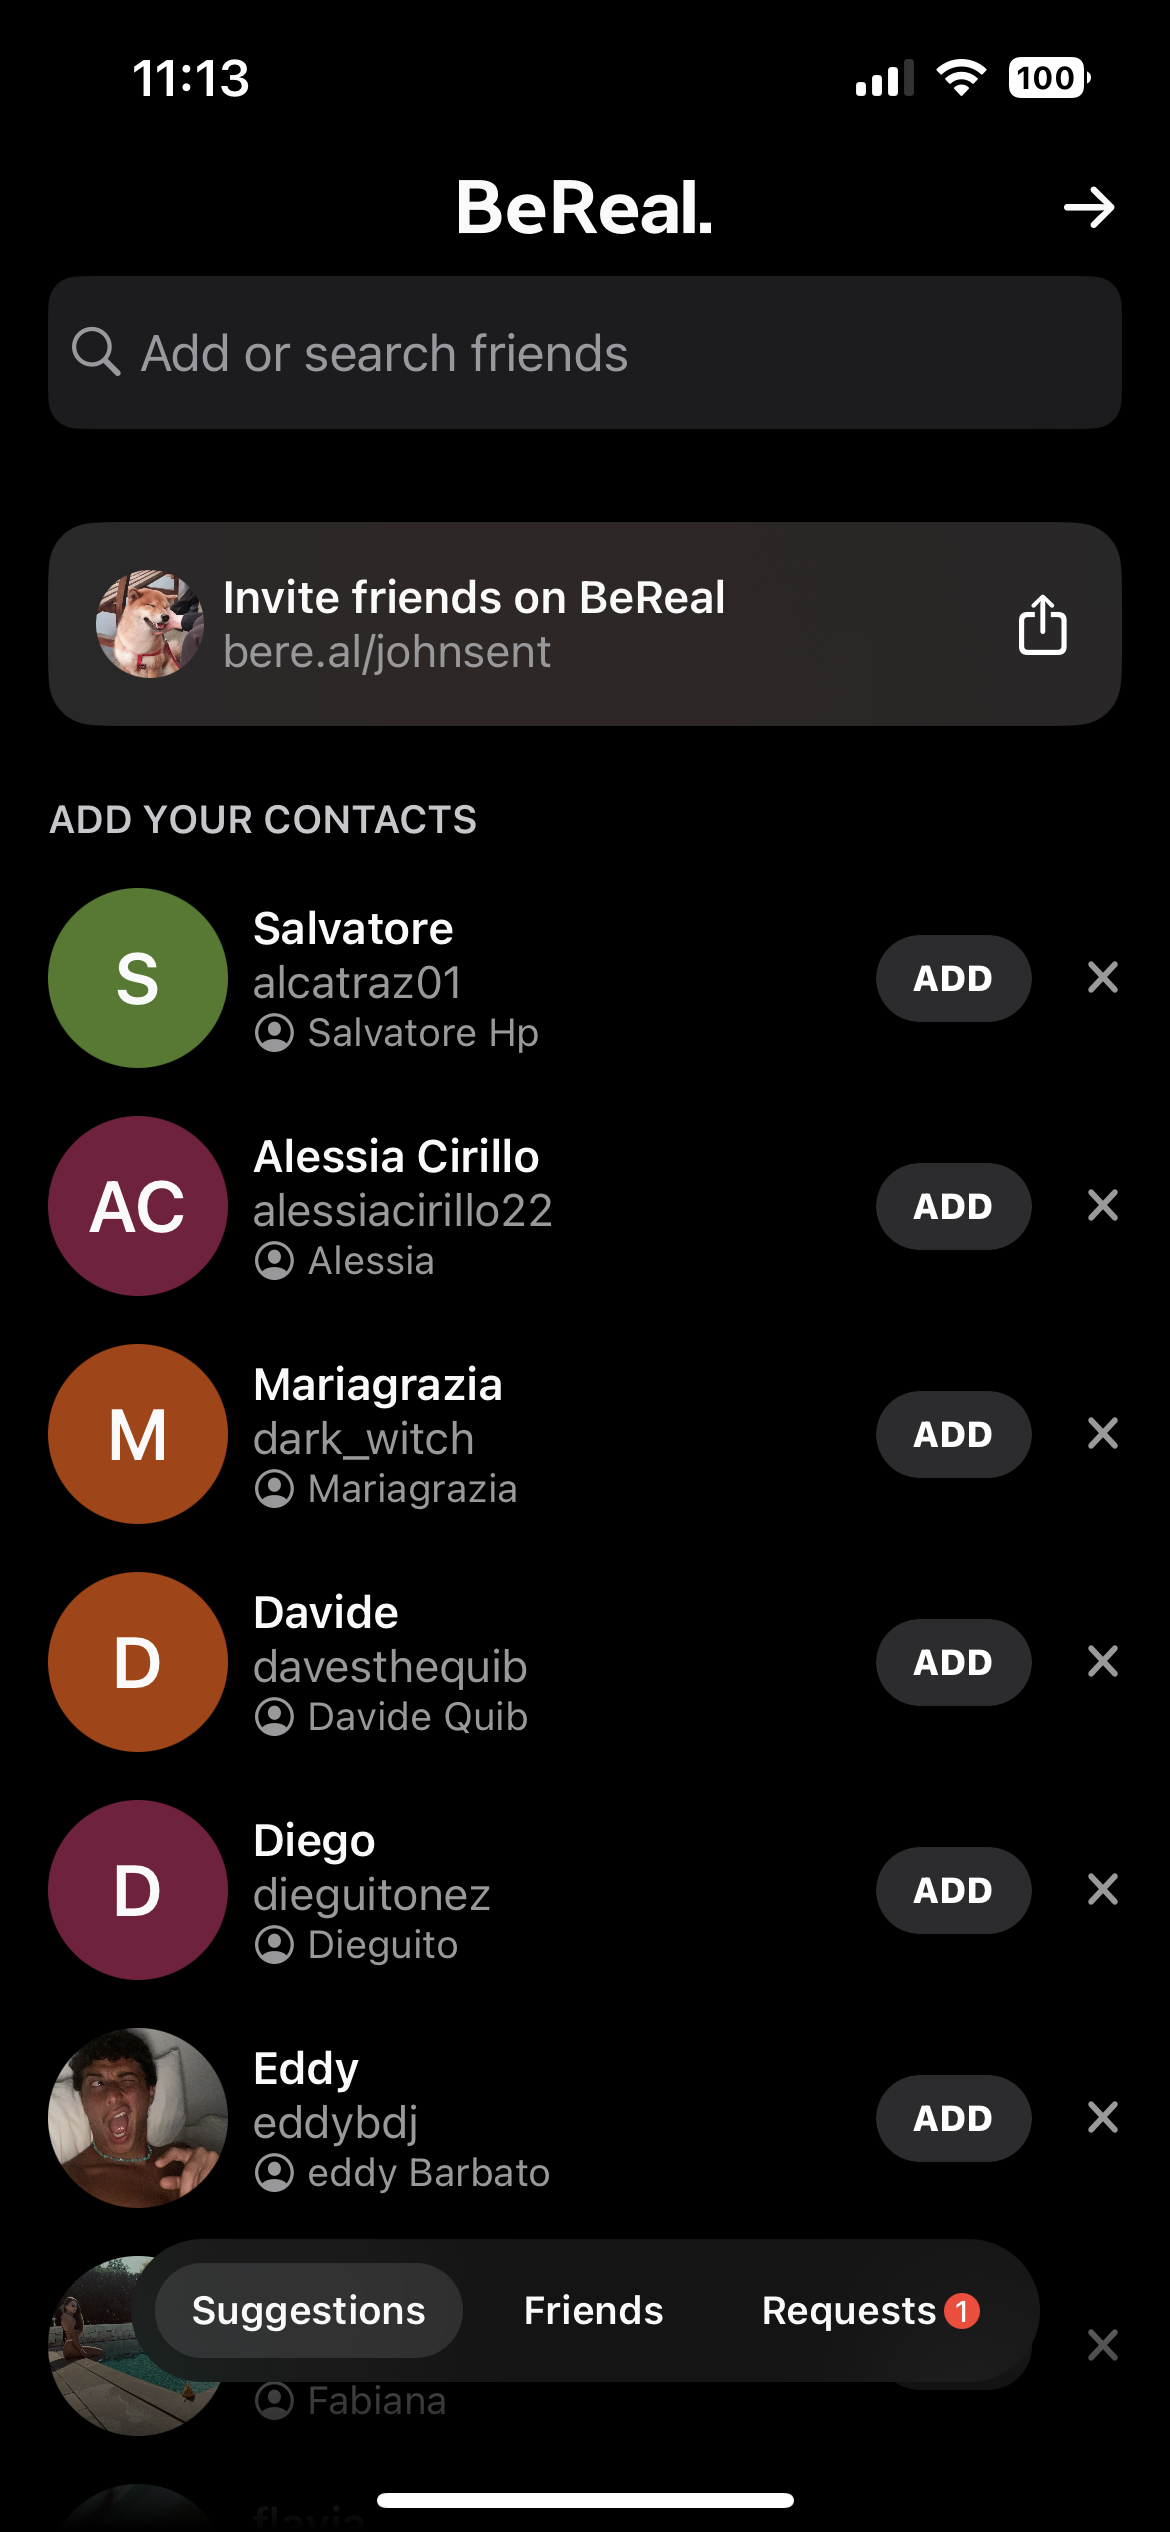 11:13
100
BeReal.
Add or search friends
Invite friends on BeReal
bere.al/johnsent
ADD YOUR CONTACTS
S
Salvatore
alcatraz01
Salvatore Hp
ADD
AC
Alessia Cirillo
alessiacirillo22
Alessia
ADD
M
Mariagrazia
dark_witch
Mariagrazia
ADD
D
Davide
davesthequib
Davide Quib
ADD
D
Diego
dieguitonez
Dieguito
ADD
Eddy
eddybdj
eddy Barbato
ADD
Suggestions
Friends
Requests 1
Fabiana
flavia